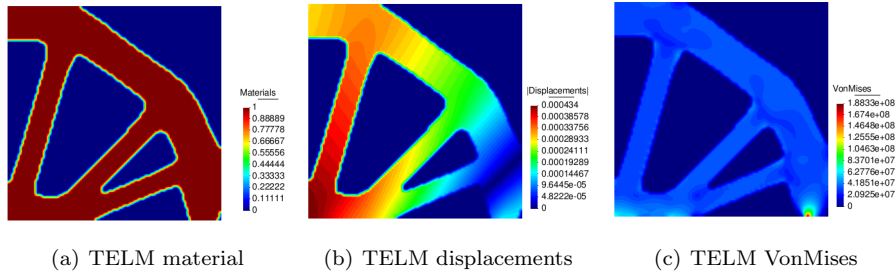 Materials
1
0.88889
0.77778
0.66667
0.55556
0.44444
0.33333
0.22222
0.11111
0
|Displacements|
0.000434
0.00038578
0.00033756
0.00028933
0.00024111
0.00019289
0.00014467
9.6445e-05
4.8222e-05
0
VonMises
1.8833e+08
1.674e+08
1.4648e+08
1.2555e+08
1.0463e+08
8.3701e+07
6.2776e+07
4.1851e+07
2.0925e+07
0
(a) TELM material
(b) TELM displacements
(c) TELM VonMises